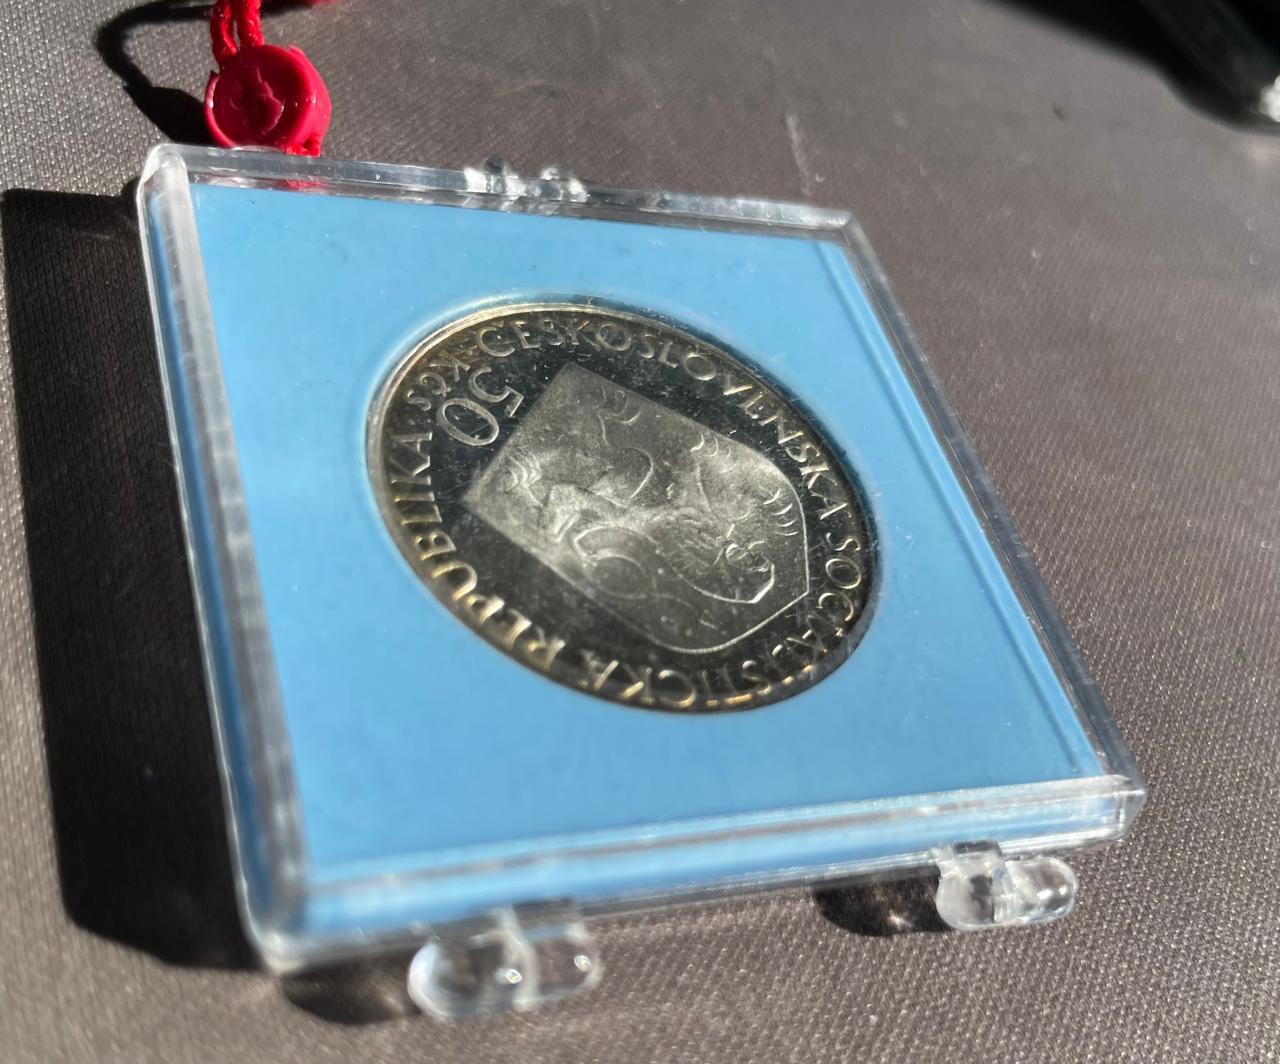 ČESKOSLOVENSKÁ SOCIALISTICKÁ REPUBLIKA · KČS ·
50